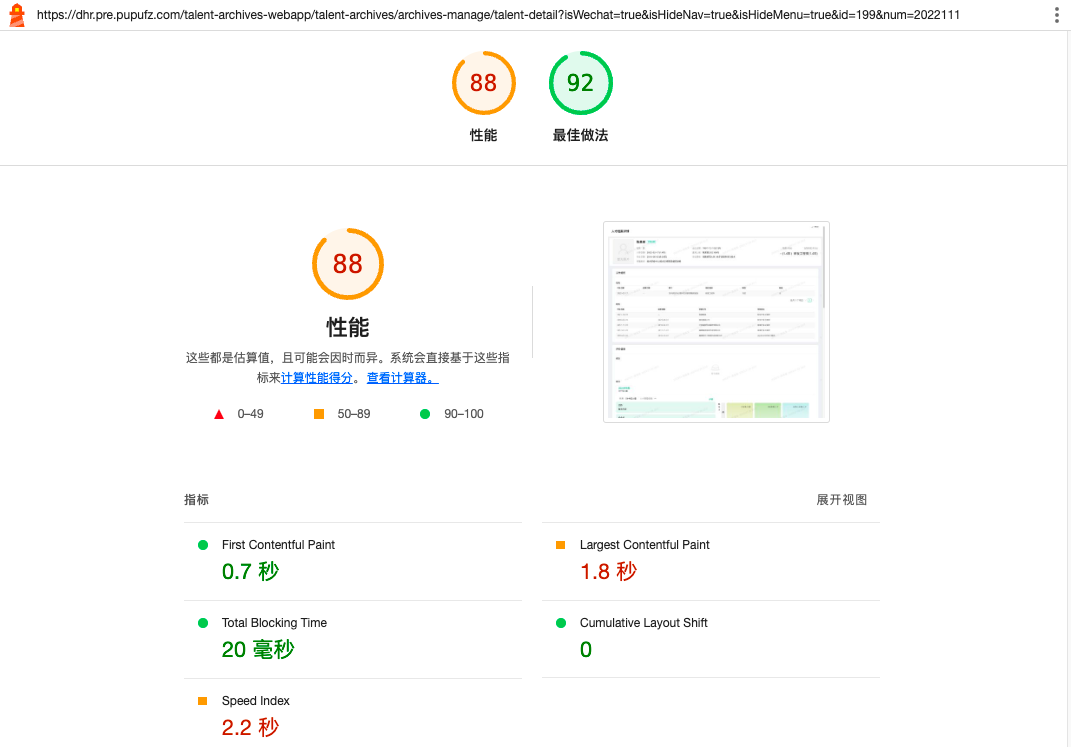 https://dhr.pre.pupufz.com/talent-archives-webapp/talent-archives/archives-manage/talent-detail?isWechat=true&isHideNav=true&isHideMenu=true&id=199&num=2022111
88
92
性能
最佳做法
88
性能
这些都是估算值，且可能会因时而异。系统会直接基于这些指
标来计算性能得分。 查看计算器。
0–49
50–89
90–100
指标
展开视图
First Contentful Paint
0.7 秒
Largest Contentful Paint
1.8 秒
Total Blocking Time
20 毫秒
Cumulative Layout Shift
0
Speed Index
2.2 秒